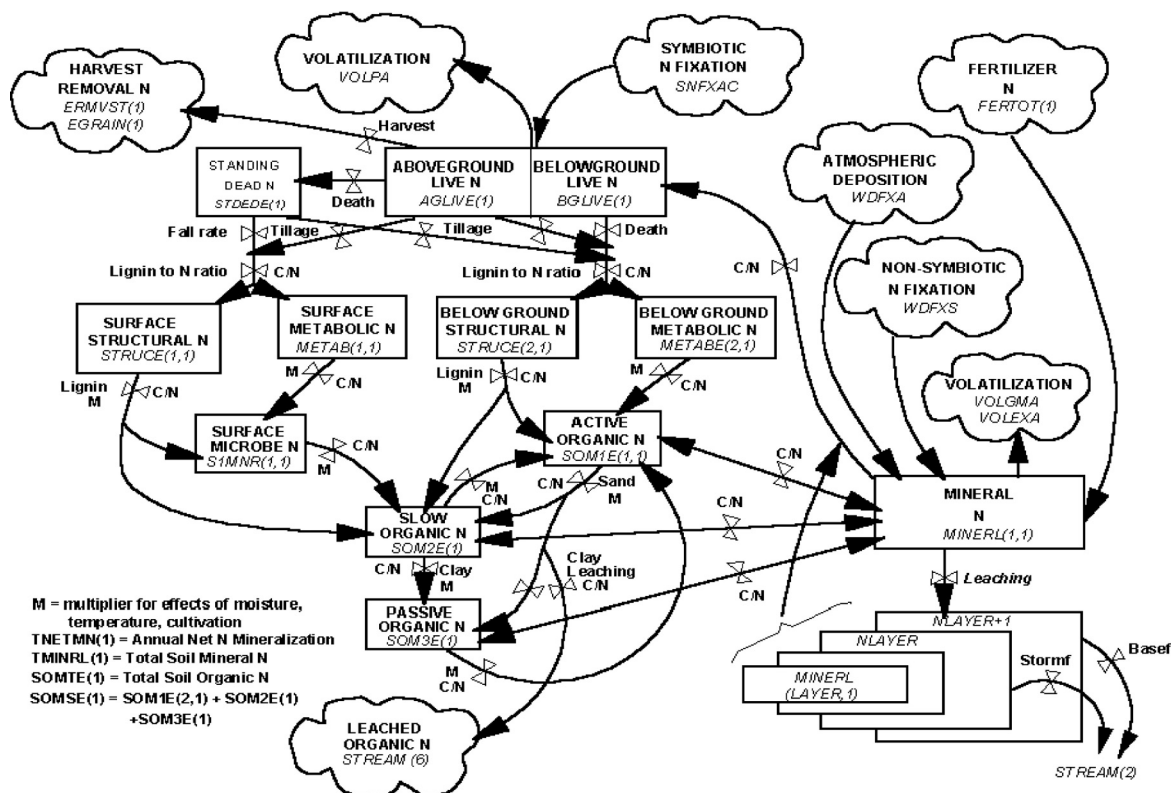 VOLATILIZATION
VOLPA
SYMBIOTIC
N FIXATION
SNFXAC
HARVEST
REMOVAL N
ERMVST(1)
EGRAIN(1)
FERTILIZER
N
FERTOT(1)
Harvest
STANDING
DEAD N
STDEDE(1)
ABOVEGROUND
LIVE N
AGLIVE(1)
BELOWGROUND
LIVE N
BGLIVE(1)
ATMOSPHERIC
DEPOSITION
WDFXA
Death
Fall rate
Tillage
Tillage
Death
Lignin to N ratio
C/N
Lignin to N ratio
C/N
C/N
NON-SYMBIOTIC
N FIXATION
WDFXS
SURFACE
STRUCTURAL N
STRUCE(1,1)
SURFACE
METABOLIC N
METAB(1,1)
BELOW GROUND
STRUCTURAL N
STRUCE(2,1)
BELOW GROUND
METABOLIC N
METABE(2,1)
Lignin
M
C/N
M
C/N
Lignin
M
C/N
M
C/N
VOLATILIZATION
VOLGMA
VOLEXA
SURFACE
MICROBE N
S1MNR(1,1)
C/N
M
ACTIVE
ORGANIC N
SOM1E(1,1)
C/N
M
C/N
C/N
Sand
M
MINERAL
N
MINERL(1,1)
SLOW
ORGANIC N
SOM2E(1)
C/N
C/N
Clay
M
Clay
Leaching
C/N
C/N
Leaching
PASSIVE
ORGANIC N
SOM3E(1)
M
C/N
M = multiplier for effects of moisture,
temperature, cultivation
TNETMN(1) = Annual Net N Mineralization
TMINRL(1) = Total Soil Mineral N
SOMTE(1) = Total Soil Organic N
SOMSE(1) = SOM1E(2,1) + SOM2E(1)
+SOM3E(1)
NLAYER+1
NLAYER
MINERL
(LAYER,1)
Stormf
Basef
LEACHED
ORGANIC N
STREAM (6)
STREAM(2)